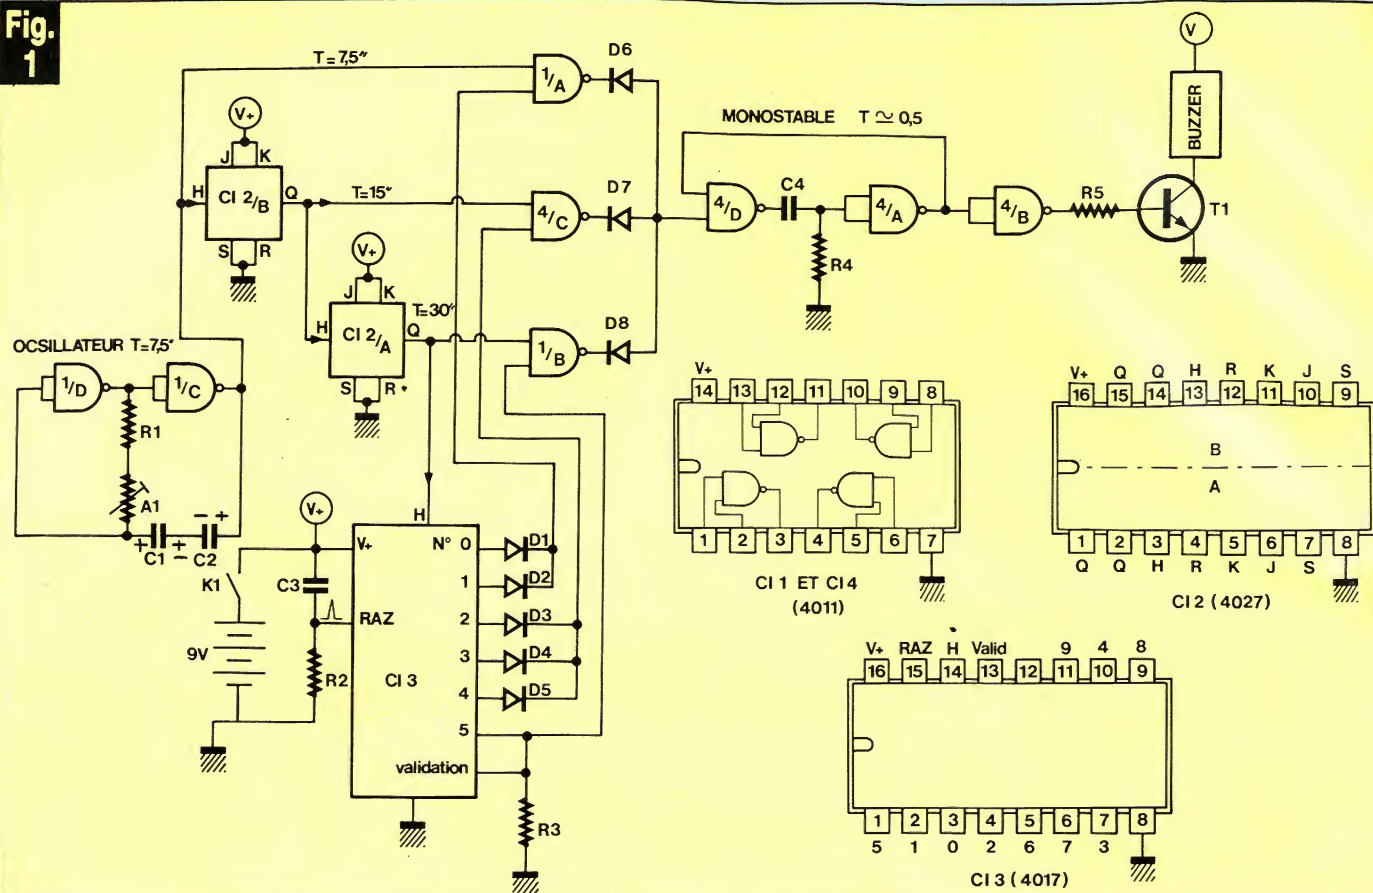 Fig.
1
T=7,5"
D6
1/A
V+
J K
H CI 2/B Q
S R
T=15"
D7
4/C
V+
J K
H CI 2/A Q
T=30"
S R
D8
1/B
MONOSTABLE T ≃ 0,5
4/D
C4
R4
4/A
4/B
R5
T1
V
BUZZER
OCSILLATEUR T=7,5"
1/D
1/C
R1
A1
+ C1 + − C2 − +
K1
9V
V+
C3
R2
V+ H N° 0 D1
1 D2
RAZ 2 D3
3 D4
CI 3 4 D5
5
validation
R3
V+
14 13 12 11 10 9 8
1 2 3 4 5 6 7
CI 1 ET CI 4
(4011)
V+ Q Q H R K J S
16 15 14 13 12 11 10 9
B
A
1 2 3 4 5 6 7 8
Q Q H R K J S
CI 2 (4027)
V+ RAZ H Valid 9 4 8
16 15 14 13 12 11 10 9
1 2 3 4 5 6 7 8
5 1 0 2 6 7 3
CI 3 (4017)